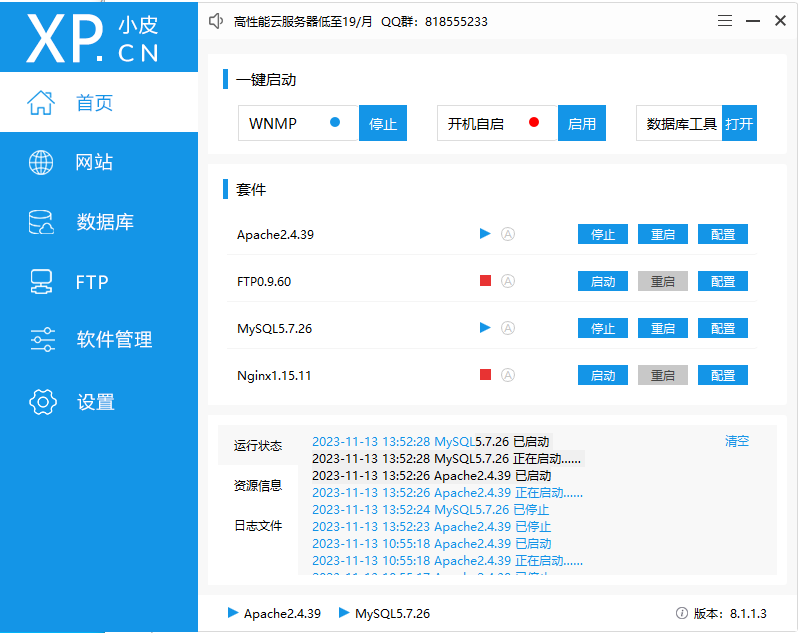 XP.小皮
CN
高性能云服务器低至19/月 QQ群：818555233
首页
网站
数据库
FTP
软件管理
设置
一键启动
WNMP 停止 开机自启 启用 数据库工具 打开
套件
Apache2.4.39 A 停止 重启 配置
FTP0.9.60 A 启动 重启 配置
MySQL5.7.26 A 停止 重启 配置
Nginx1.15.11 A 启动 重启 配置
运行状态
资源信息
日志文件
2023-11-13 13:52:28 MySQL5.7.26 已启动
清空
2023-11-13 13:52:28 MySQL5.7.26 正在启动......
2023-11-13 13:52:26 Apache2.4.39 已启动
2023-11-13 13:52:26 Apache2.4.39 正在启动......
2023-11-13 13:52:24 MySQL5.7.26 已停止
2023-11-13 13:52:23 Apache2.4.39 已停止
2023-11-13 10:55:18 Apache2.4.39 已启动
2023-11-13 10:55:18 Apache2.4.39 正在启动......
Apache2.4.39 MySQL5.7.26 版本：8.1.1.3